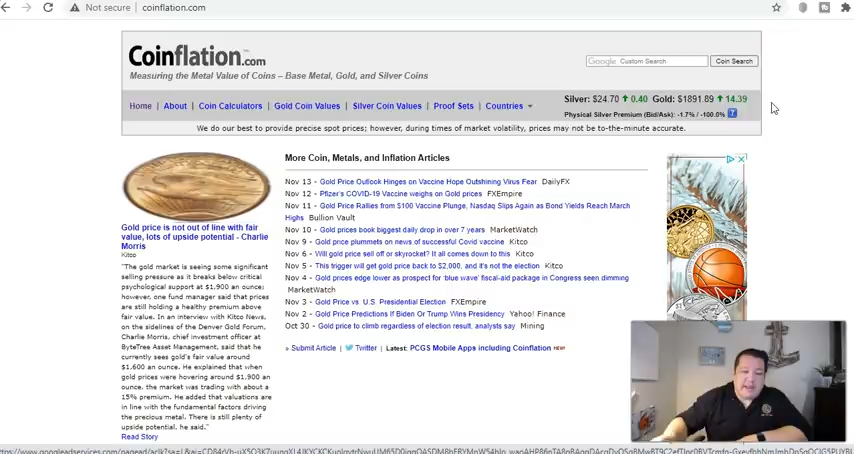 Not secure | coinflation.com
Coinflation.com
Measuring the Metal Value of Coins – Base Metal, Gold, and Silver Coins
Google Custom Search
Coin Search
Home | About | Coin Calculators | Gold Coin Values | Silver Coin Values | Proof Sets | Countries
Silver: $24.70 0.40 Gold: $1891.89 14.39
Physical Silver Premium (Bid/Ask): -1.7% / -100.0% ?
We do our best to provide precise spot prices; however, during times of market volatility, prices may not be to-the-minute accurate.
Gold price is not out of line with fair
value, lots of upside potential - Charlie
Morris
Kitco
"The gold market is seeing some significant
selling pressure as it breaks below critical
psychological support at $1,900 an ounce;
however, one fund manager said that prices
are still holding a healthy premium above
fair value. In an interview with Kitco News,
on the sidelines of the Denver Gold Forum,
Charlie Morris, chief investment officer at
ByteTree Asset Management, said that he
currently sees gold's fair value around
$1,600 an ounce. He explained that when
gold prices were hovering around $1,900
an ounce, the market was trading with about a
15% premium. He added that valuations are
in line with the fundamental factors driving
the precious metal. There is still plenty of
upside potential, he said."
Read Story
More Coin, Metals, and Inflation Articles
Nov 13 - Gold Price Outlook Hinges on Vaccine Hope Outshining Virus Fear DailyFX
Nov 12 - Pfizer's COVID-19 Vaccine weighs on Gold prices FXEmpire
Nov 11 - Gold Price Rallies from $100 Vaccine Plunge, Nasdaq Slips Again as Bond Yields Reach March
Highs Bullion Vault
Nov 10 - Gold prices book biggest daily drop in over 7 years MarketWatch
Nov 9 - Gold price plummets on news of successful Covid vaccine Kitco
Nov 6 - Will gold price sell off or skyrocket? It all comes down to this Kitco
Nov 5 - This trigger will get gold price back to $2,000, and it's not the election Kitco
Nov 4 - Gold prices edge lower as prospect for 'blue wave' fiscal-aid package in Congress seen dimming
MarketWatch
Nov 3 - Gold Price vs. U.S. Presidential Election FXEmpire
Nov 2 - Gold Price Predictions If Biden Or Trump Wins Presidency Yahoo! Finance
Oct 30 - Gold price to climb regardless of election result, analysts say Mining
» Submit Article | Twitter | Latest: PCGS Mobile Apps including Coinflation NEW